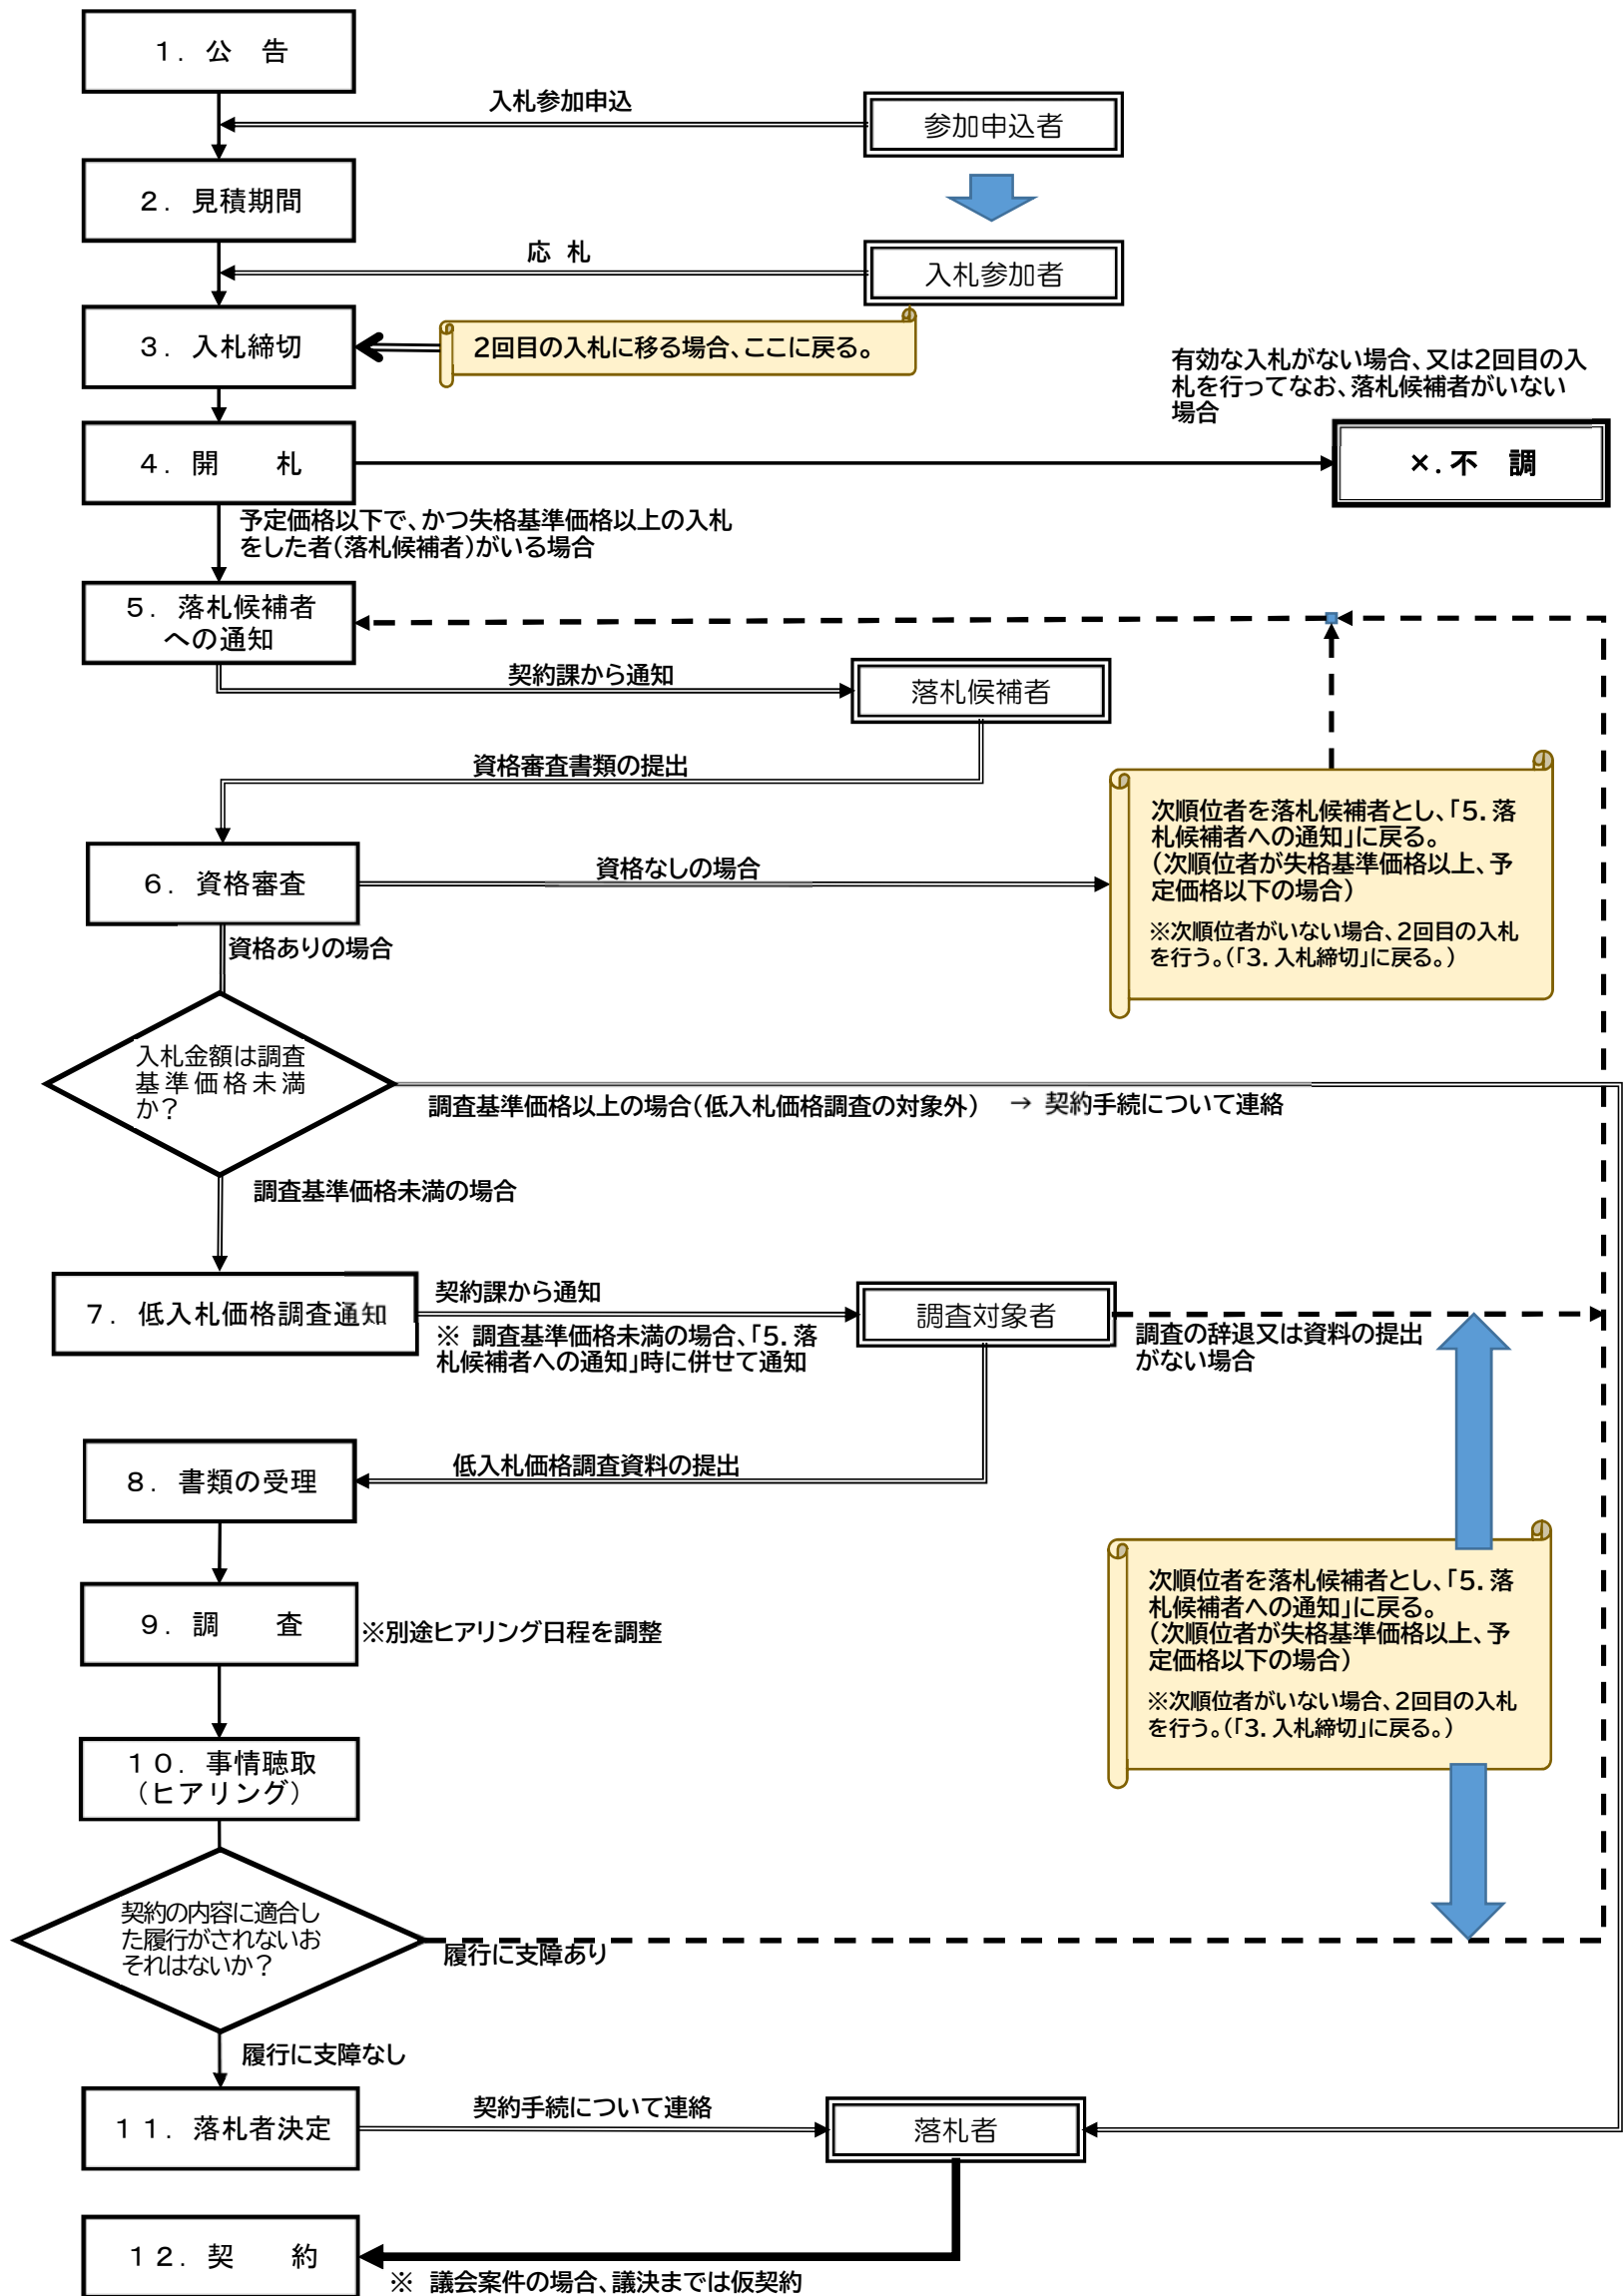 １．公　告
入札参加申込
参加申込者
２．見積期間
応 札
入札参加者
３．入札締切
2回目の入札に移る場合、ここに戻る。
有効な入札がない場合、又は2回目の入
札を行ってなお、落札候補者がいない
場合
４．開　　札
×．不　調
予定価格以下で、かつ失格基準価格以上の入札
をした者（落札候補者）がいる場合
５．落札候補者
への通知
契約課から通知
落札候補者
資格審査書類の提出
次順位者を落札候補者とし、「5．落
札候補者への通知」に戻る。
（次順位者が失格基準価格以上、予
定価格以下の場合）
※次順位者がいない場合、2回目の入札
を行う。（「3．入札締切」に戻る。）
６．資格審査
資格なしの場合
資格ありの場合
入札金額は調査
基準価格未満
か？
調査基準価格以上の場合（低入札価格調査の対象外）　→ 契約手続について連絡
調査基準価格未満の場合
７．低入札価格調査通知
契約課から通知
※ 調査基準価格未満の場合、「5．落
札候補者への通知」時に併せて通知
調査対象者
調査の辞退又は資料の提出
がない場合
８．書類の受理
低入札価格調査資料の提出
９．調　　査
※別途ヒアリング日程を調整
次順位者を落札候補者とし、「5．落
札候補者への通知」に戻る。
（次順位者が失格基準価格以上、予
定価格以下の場合）
※次順位者がいない場合、2回目の入札
を行う。（「3．入札締切」に戻る。）
１０．事情聴取
（ヒアリング）
契約の内容に適合し
た履行がされないお
それはないか？
履行に支障あり
履行に支障なし
１１．落札者決定
契約手続について連絡
落札者
１２．契　　約
※ 議会案件の場合、議決までは仮契約